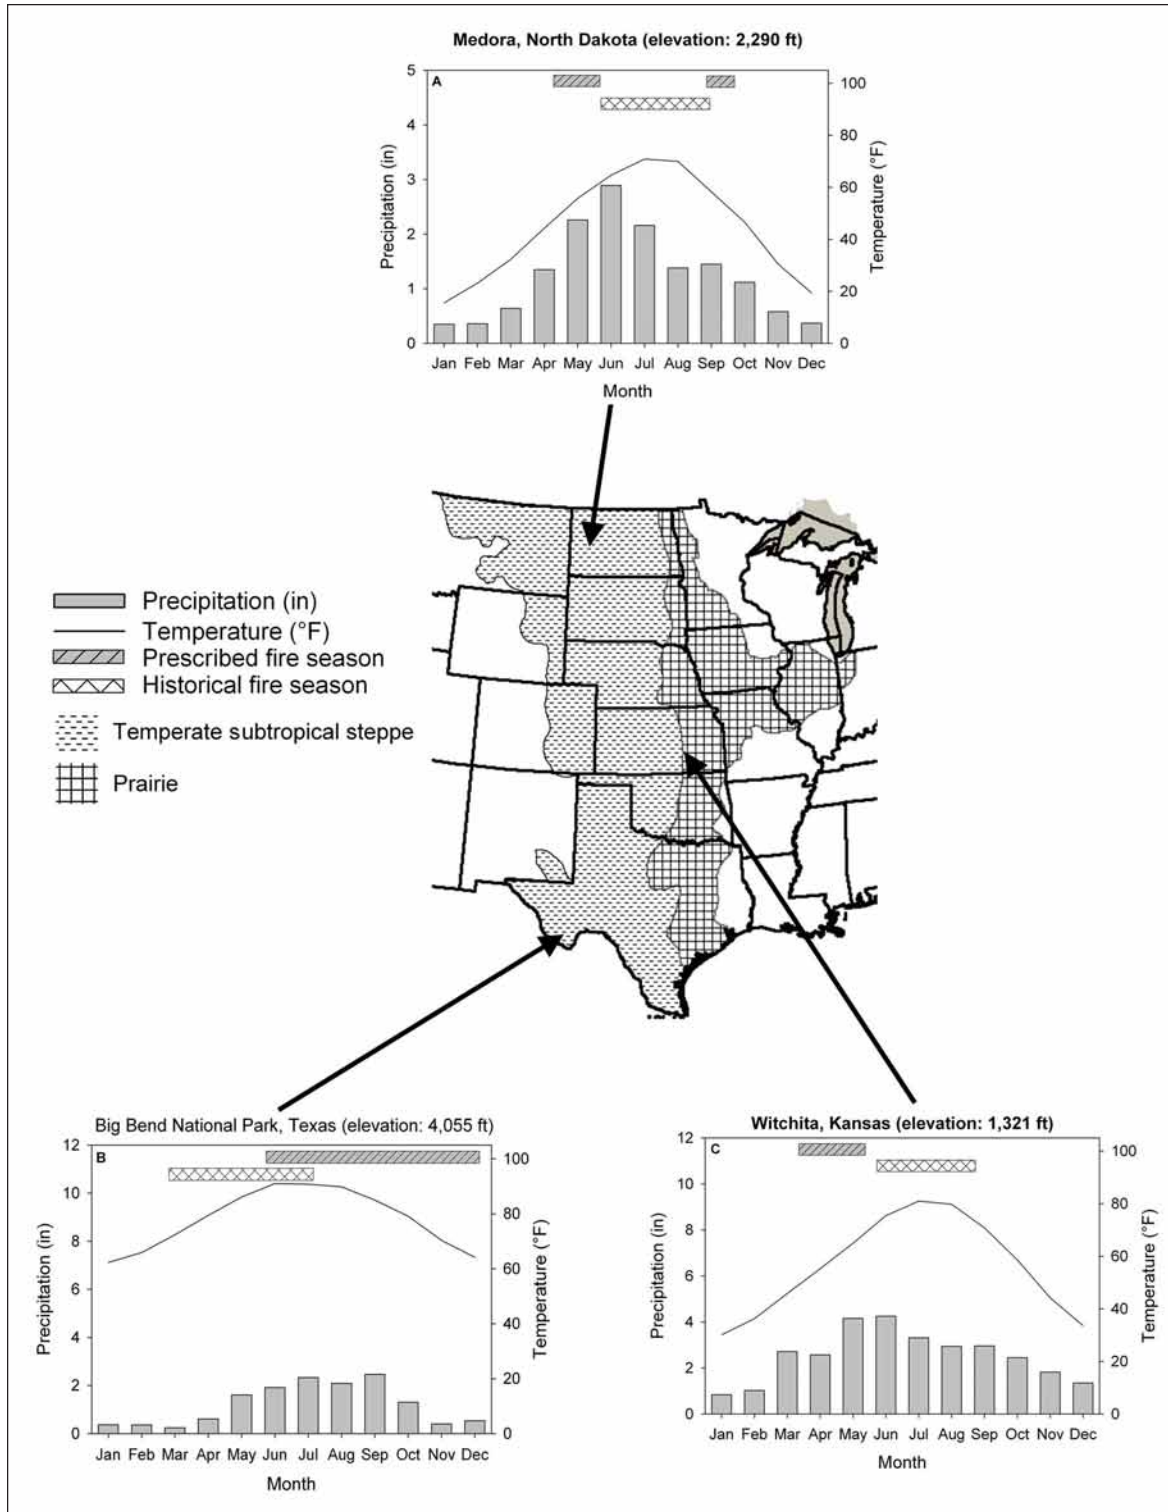 Medora, North Dakota (elevation: 2,290 ft)
A
5
4
3
2
1
0
Precipitation (in)
100
80
60
40
20
0
Temperature (°F)
Jan Feb Mar Apr May Jun Jul Aug Sep Oct Nov Dec
Month
Precipitation (in)
Temperature (°F)
Prescribed fire season
Historical fire season
Temperate subtropical steppe
Prairie
Big Bend National Park, Texas (elevation: 4,055 ft)
B
12
10
8
6
4
2
0
Precipitation (in)
100
80
60
40
20
0
Temperature (°F)
Jan Feb Mar Apr May Jun Jul Aug Sep Oct Nov Dec
Month
Witchita, Kansas (elevation: 1,321 ft)
C
12
10
8
6
4
2
0
Precipitation (in)
100
80
60
40
20
0
Temperature (°F)
Jan Feb Mar Apr May Jun Jul Aug Sep Oct Nov Dec
Month